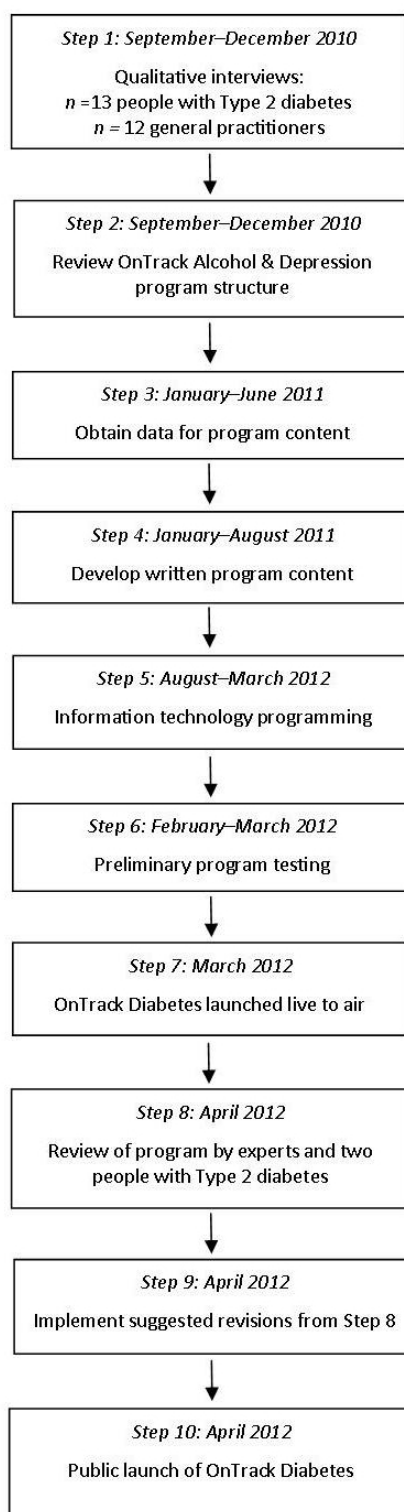 Step 1: September–December 2010
Qualitative interviews:
n =13 people with Type 2 diabetes
n = 12 general practitioners
Step 2: September–December 2010
Review OnTrack Alcohol & Depression
program structure
Step 3: January–June 2011
Obtain data for program content
Step 4: January–August 2011
Develop written program content
Step 5: August–March 2012
Information technology programming
Step 6: February–March 2012
Preliminary program testing
Step 7: March 2012
OnTrack Diabetes launched live to air
Step 8: April 2012
Review of program by experts and two
people with Type 2 diabetes
Step 9: April 2012
Implement suggested revisions from Step 8
Step 10: April 2012
Public launch of OnTrack Diabetes